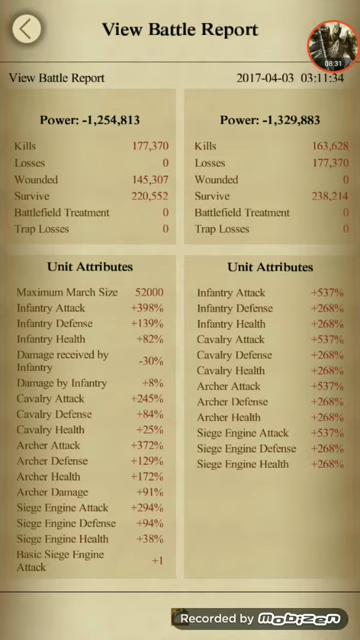 View Battle Report
08:31
View Battle Report 2017-04-03 03:11:34
Power: -1,254,813
Kills 177,370
Losses 0
Wounded 145,307
Survive 220,552
Battlefield Treatment 0
Trap Losses 0
Power: -1,329,883
Kills 163,628
Losses 177,370
Wounded 0
Survive 238,214
Battlefield Treatment 0
Trap Losses 0
Unit Attributes
Maximum March Size 52000
Infantry Attack +398%
Infantry Defense +139%
Infantry Health +82%
Damage received by
Infantry -30%
Damage by Infantry +8%
Cavalry Attack +245%
Cavalry Defense +84%
Cavalry Health +25%
Archer Attack +372%
Archer Defense +129%
Archer Health +172%
Archer Damage +91%
Siege Engine Attack +294%
Siege Engine Defense +94%
Siege Engine Health +38%
Basic Siege Engine
Attack +1
Unit Attributes
Infantry Attack +537%
Infantry Defense +268%
Infantry Health +268%
Cavalry Attack +537%
Cavalry Defense +268%
Cavalry Health +268%
Archer Attack +537%
Archer Defense +268%
Archer Health +268%
Siege Engine Attack +537%
Siege Engine Defense +268%
Siege Engine Health +268%
Recorded by Mobizen